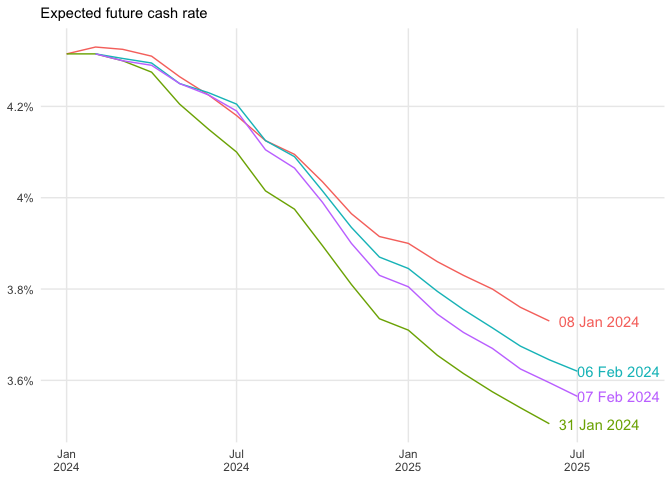 Expected future cash rate
4.2%
4%
3.8%
3.6%
08 Jan 2024
06 Feb 2024
07 Feb 2024
31 Jan 2024
Jan
2024
Jul
2024
Jan
2025
Jul
2025